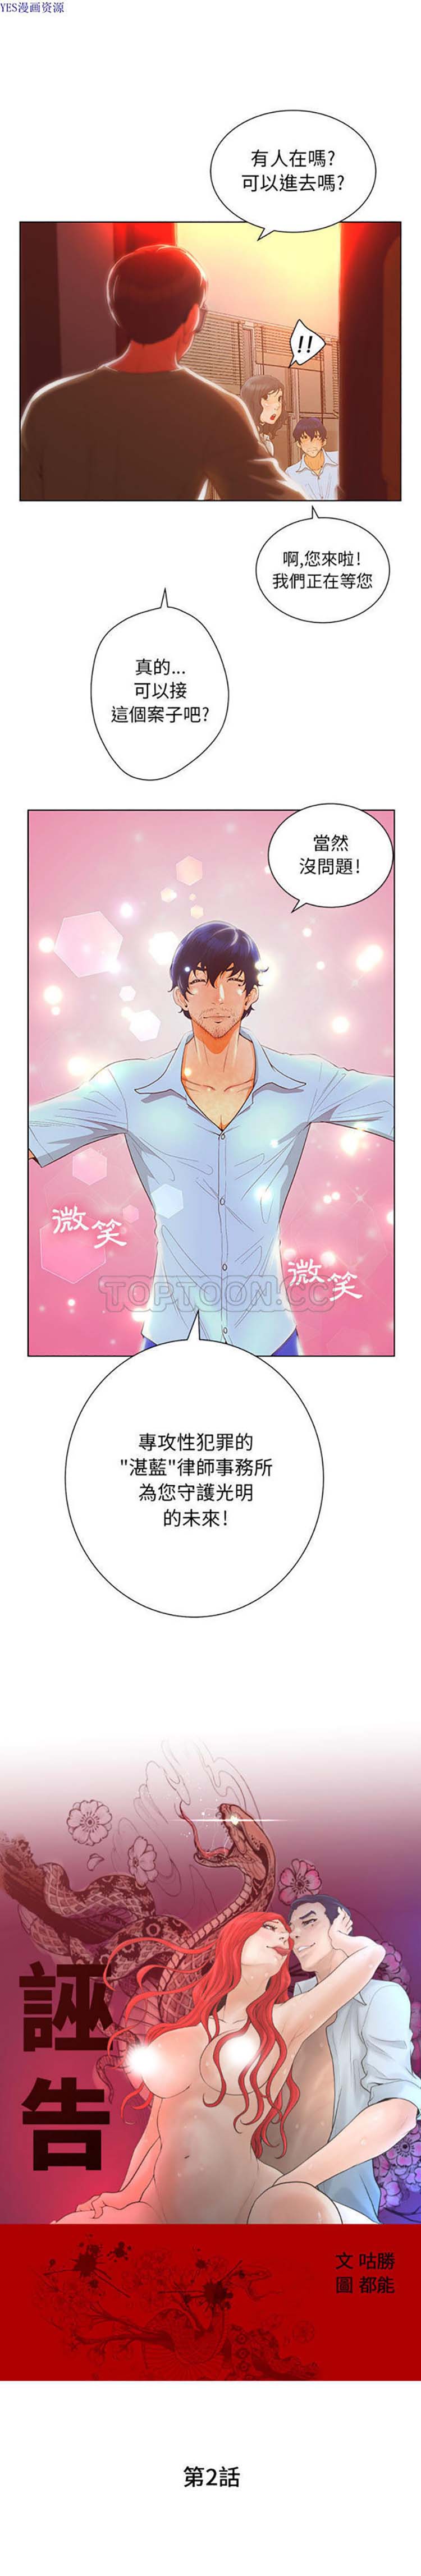 YES漫画资源
有人在嗎?
可以進去嗎?
!!
啊,您來啦!
我們正在等您
真的...
可以接
這個案子吧?
當然
沒問題!
微笑
微笑
TOPTOON.CC
專攻性犯罪的
"湛藍"律師事務所
為您守護光明
的未來!
誣告
文 咕勝
圖 都能
第2話